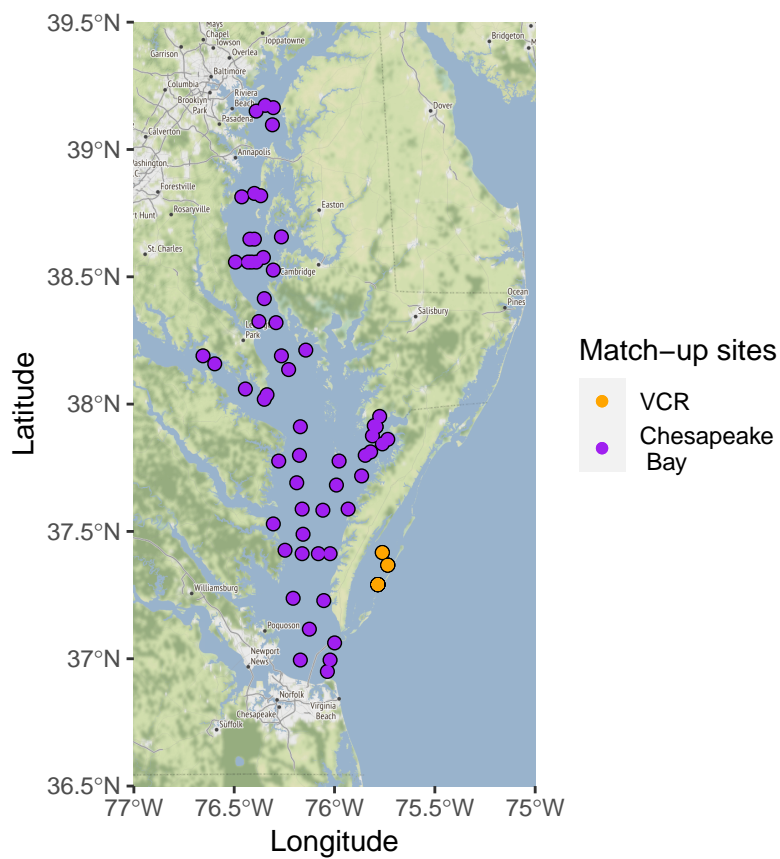 39.5°N
39°N
38.5°N
38°N
37.5°N
37°N
36.5°N
77°W
76.5°W
76°W
75.5°W
75°W
Longitude
Latitude
Match−up sites
VCR
Chesapeake
Bay
Chapel
Towson
Joppatowne
Garrison
Overlea
Baltimore
Columbia
Brooklyn
Park
Riviera
Beach
Pasadena
Calverton
Annapolis
Washington
Forestville
Rosaryville
St. Charles
Easton
Cambridge
Park
Bridgeton
Dover
Salisbury
Ocean
Pines
Williamsburg
Poquoson
Newport
News
Norfolk
Chesapeake
Virginia
Beach
Suffolk